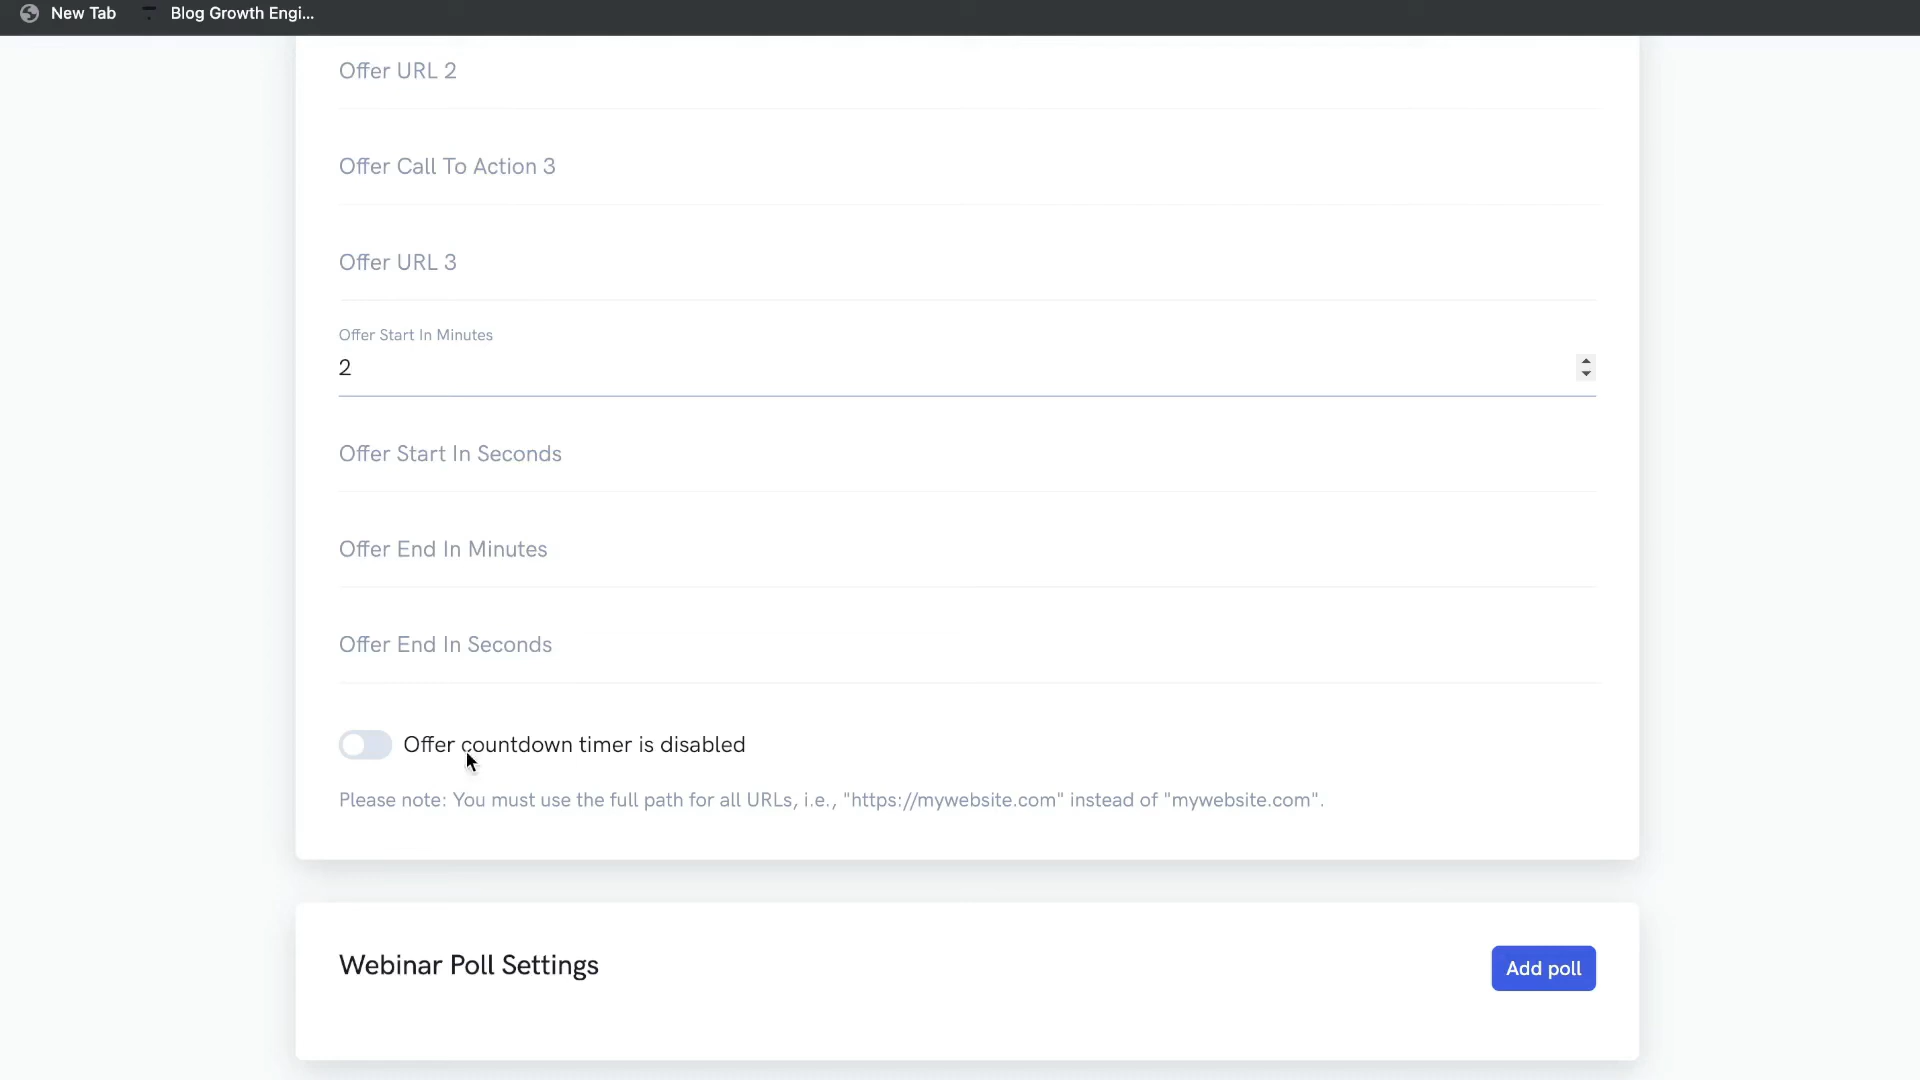 New Tab
Blog Growth Engi...
Offer URL 2
Offer Call To Action 3
Offer URL 3
Offer Start In Minutes
2
Offer Start In Seconds
Offer End In Minutes
Offer End In Seconds
Offer countdown timer is disabled
Please note: You must use the full path for all URLs, i.e., "https://mywebsite.com" instead of "mywebsite.com".
Webinar Poll Settings
Add poll